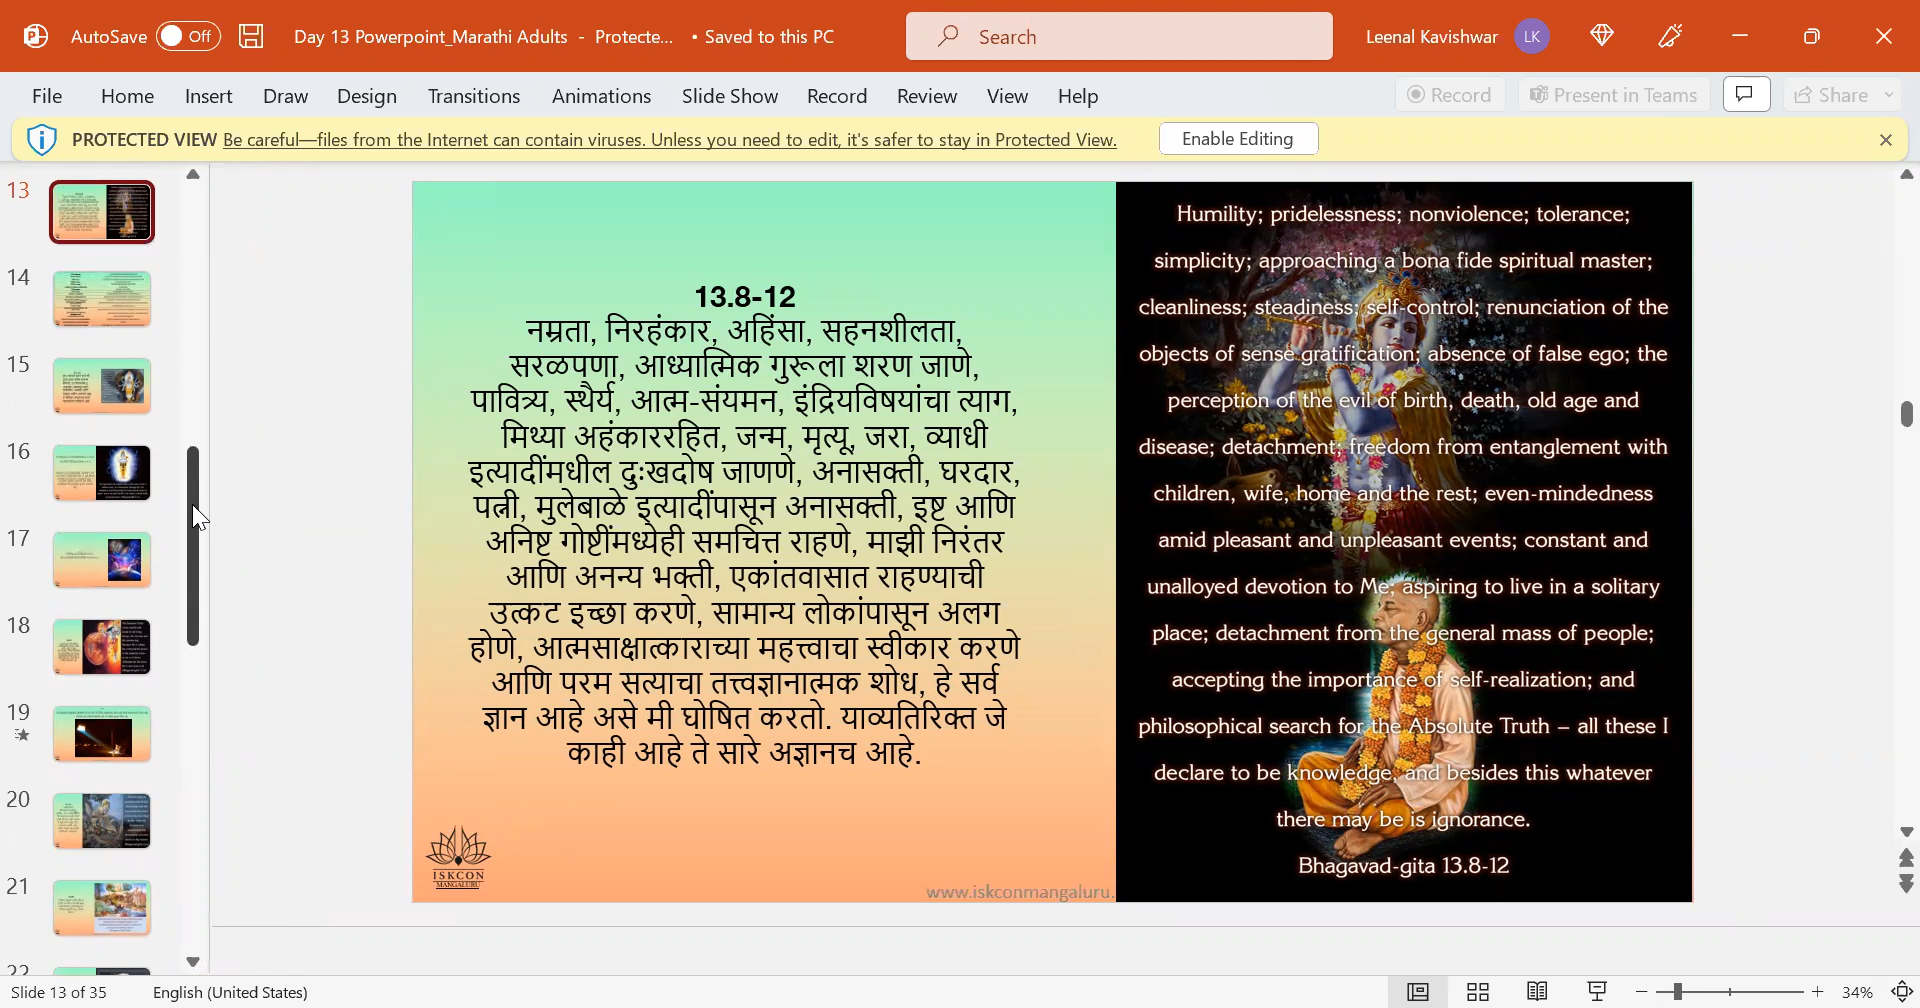 AutoSave Off Day 13 Powerpoint_Marathi Adults - Protecte... • Saved to this PC Search Leenal Kavishwar LK
File Home Insert Draw Design Transitions Animations Slide Show Record Review View Help Record Present in Teams Share
PROTECTED VIEW Be careful—files from the Internet can contain viruses. Unless you need to edit, it's safer to stay in Protected View. Enable Editing
13
14
15
16
17
18
19
20
21
22
13.8-12
नम्रता, निरहंकार, अहिंसा, सहनशीलता,
सरळपणा, आध्यात्मिक गुरूला शरण जाणे,
पावित्र्य, स्थैर्य, आत्म-संयमन, इंद्रियविषयांचा त्याग,
मिथ्या अहंकाररहित, जन्म, मृत्यू, जरा, व्याधी
इत्यादींमधील दुःखदोष जाणणे, अनासक्ती, घरदार,
पत्नी, मुलेबाळे इत्यादींपासून अनासक्ती, इष्ट आणि
अनिष्ट गोष्टींमध्येही समचित्त राहणे, माझी निरंतर
आणि अनन्य भक्ती, एकांतवासात राहण्याची
उत्कट इच्छा करणे, सामान्य लोकांपासून अलग
होणे, आत्मसाक्षात्काराच्या महत्त्वाचा स्वीकार करणे
आणि परम सत्याचा तत्त्वज्ञानात्मक शोध, हे सर्व
ज्ञान आहे असे मी घोषित करतो. याव्यतिरिक्त जे
काही आहे ते सारे अज्ञानच आहे.
ISKCON
MANGALURU
www.iskconmangaluru.
Humility; pridelessness; nonviolence; tolerance;
simplicity; approaching a bona fide spiritual master;
cleanliness; steadiness; self-control; renunciation of the
objects of sense gratification; absence of false ego; the
perception of the evil of birth, death, old age and
disease; detachment; freedom from entanglement with
children, wife, home and the rest; even-mindedness
amid pleasant and unpleasant events; constant and
unalloyed devotion to Me; aspiring to live in a solitary
place; detachment from the general mass of people;
accepting the importance of self-realization; and
philosophical search for the Absolute Truth – all these I
declare to be knowledge, and besides this whatever
there may be is ignorance.
Bhagavad-gita 13.8-12
Slide 13 of 35 English (United States) 34%